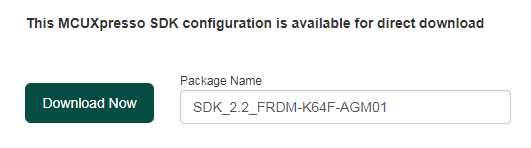 This MCUXpresso SDK configuration is available for direct download
Package Name
Download Now
SDK_2.2_FRDM-K64F-AGM01